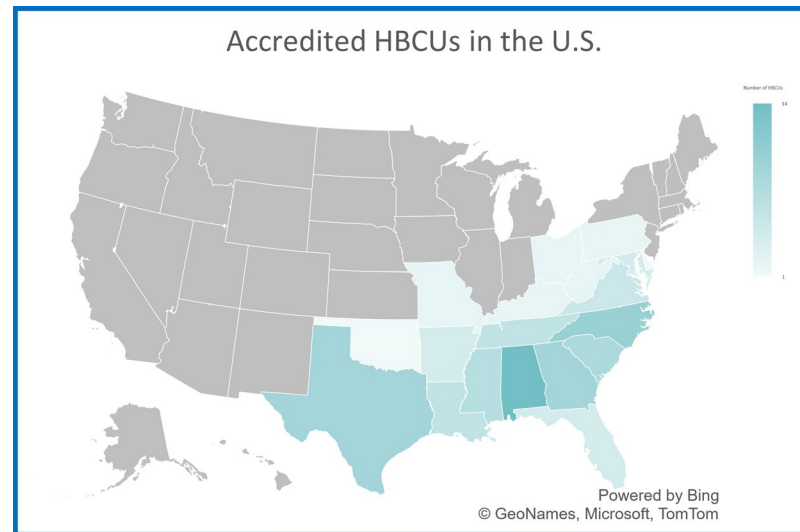 Accredited HBCUs in the U.S.
Number of HBCUs
14
1
Powered by Bing
© GeoNames, Microsoft, TomTom